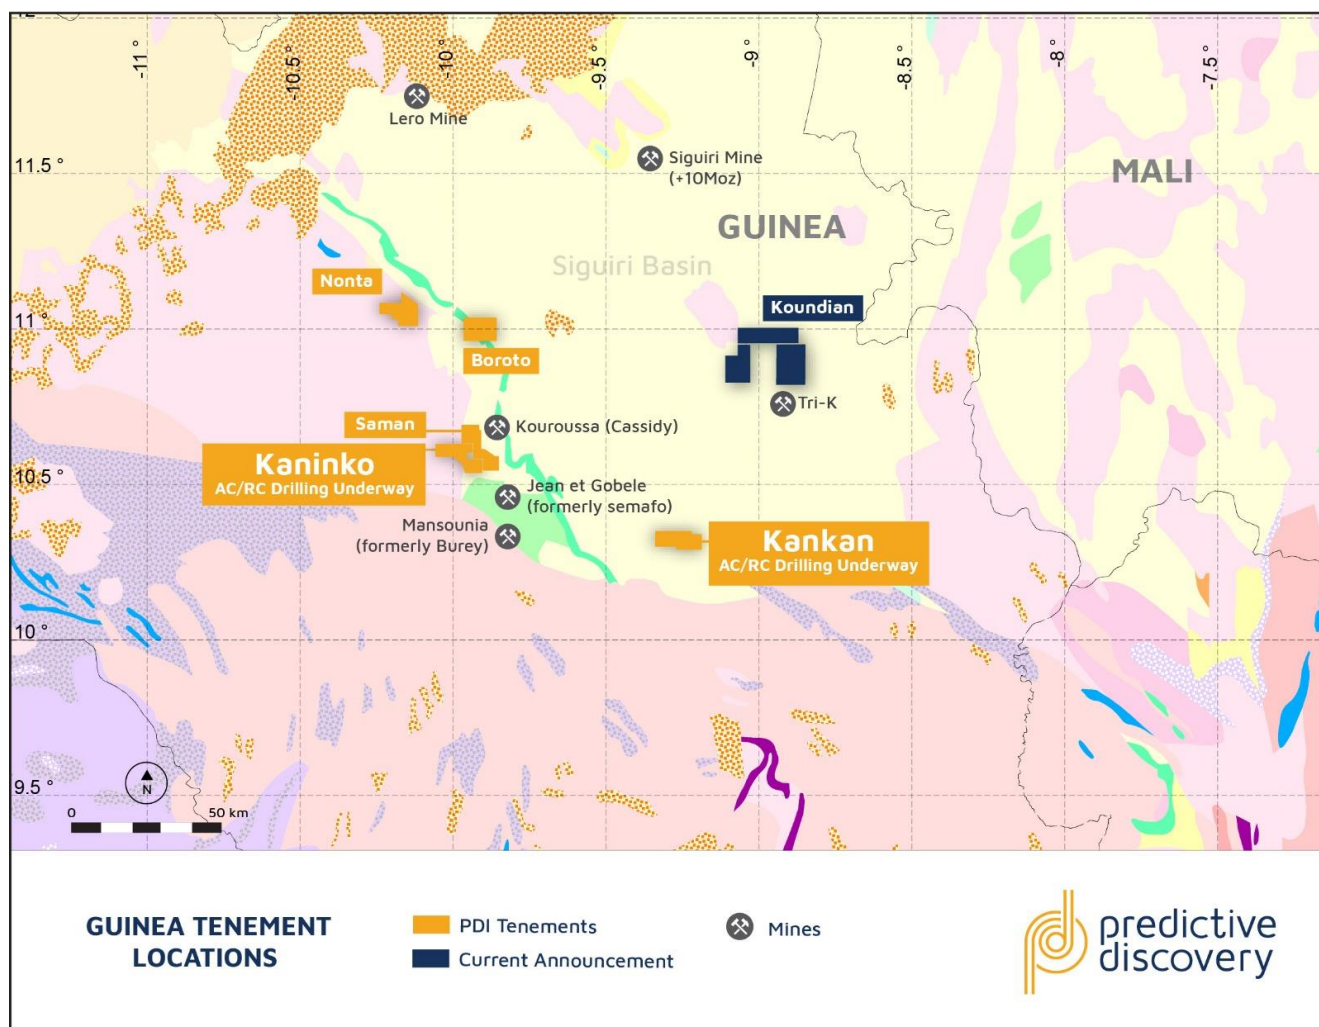 12°
-11°
-10.5°
-10°
-9.5°
-9°
-8.5°
-8°
-7.5°
Lero Mine
11.5°
Siguiri Mine
(+10Moz)
MALI
GUINEA
Siguiri Basin
Nonta
Koundian
11°
Boroto
Tri-K
Saman
Kouroussa (Cassidy)
Kaninko
AC/RC Drilling Underway
10.5°
Jean et Gobele
(formerly semafo)
Mansounia
(formerly Burey)
Kankan
AC/RC Drilling Underway
10°
9.5°
N
0 50 km
GUINEA TENEMENT
LOCATIONS
PDI Tenements
Current Announcement
Mines
predictive
discovery